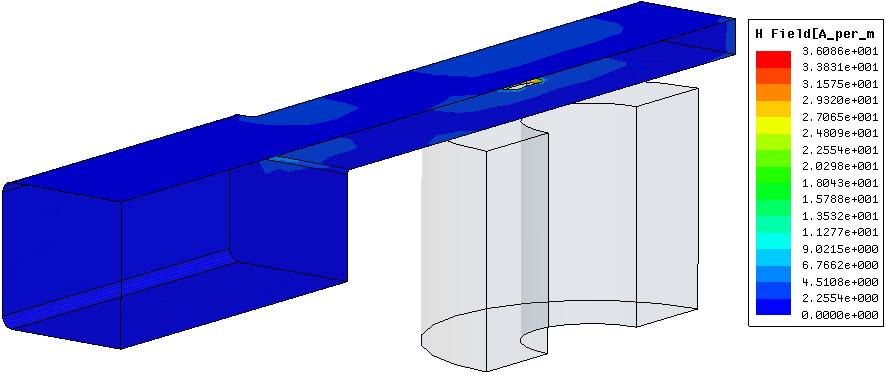 H Field[A_per_m
3.6086e+001
3.3831e+001
3.1575e+001
2.9320e+001
2.7065e+001
2.4809e+001
2.2554e+001
2.0298e+001
1.8043e+001
1.5788e+001
1.3532e+001
1.1277e+001
9.0215e+000
6.7662e+000
4.5108e+000
2.2554e+000
0.0000e+000